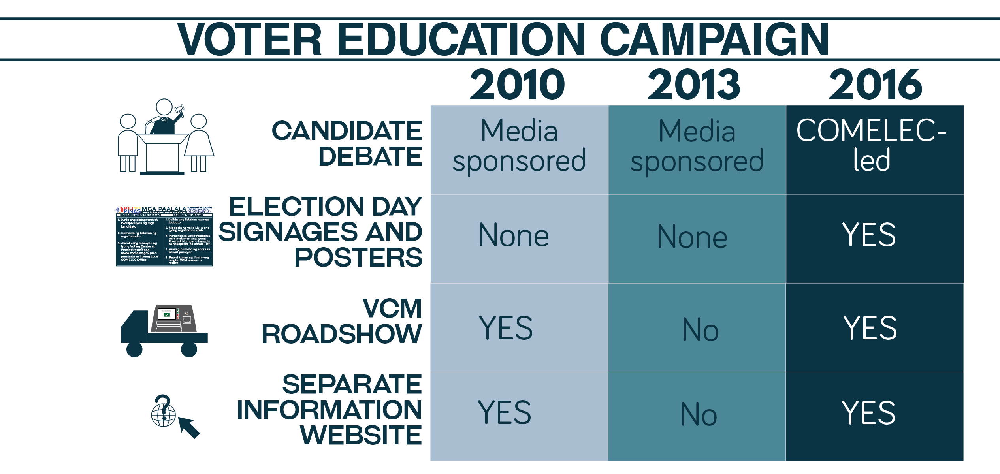 VOTER EDUCATION CAMPAIGN
2010 2013 2016
CANDIDATE
DEBATE
Media
sponsored
Media
sponsored
COMELEC-
led
PILI 2016
PINAS
MGA PAALALA
MAY 9, 2016 NATIONAL AND LOCAL ELECTIONS
COMMISSION ON ELECTIONS
TAMANG PAGBOTO.
TAMANG PAGBILANG.
BAGO ANG ARAW NG HALALAN
1. Suriin ang plataporma at
kwalipikasyon ng mga
kandidato
2. Gumawa ng listahan ng
mga iboboto
3. Alamin ang lokasyon ng
iyong Voting Center at
Precinct gamit ang
www.comelec.gov.ph o
pumunta sa inyong Local
COMELEC Office
SA ARAW NG HALALAN
1. Dalhin ang listahan ng mga
iboboto
2. Magdala ng valid I.D. o ang
iyong registration stub
3. Pumunta sa voter helpdesk
para malaman ang iyong
Precinct Number o hanapin
sa nakapaskil na Voters List
4. Huwag bumoto ng sobra sa
bawat posisyon
5. Bawal kunan ng litrato ang
balota, VCM screen, o
resibo
ELECTION DAY
SIGNAGES AND
POSTERS
None
None
YES
VCM
ROADSHOW
YES
No
YES
SEPARATE
INFORMATION
WEBSITE
YES
No
YES